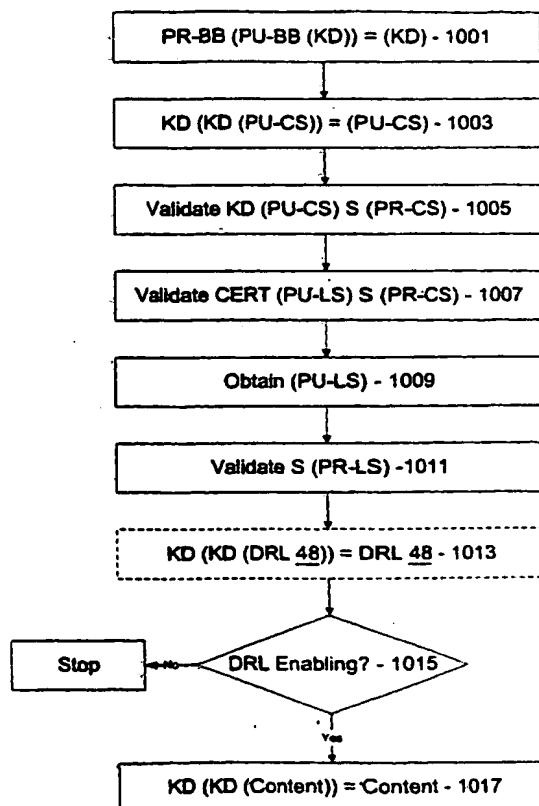 PR-BB (PU-BB (KD)) = (KD) - 1001
KD (KD (PU-CS)) = (PU-CS) - 1003
Validate KD (PU-CS) S (PR-CS) - 1005
Validate CERT (PU-LS) S (PR-CS) - 1007
Obtain (PU-LS) - 1009
Validate S (PR-LS) -1011
KD (KD (DRL 48)) = DRL 48 - 1013
DRL Enabling? - 1015
No
Stop
Yes
KD (KD (Content)) = Content - 1017